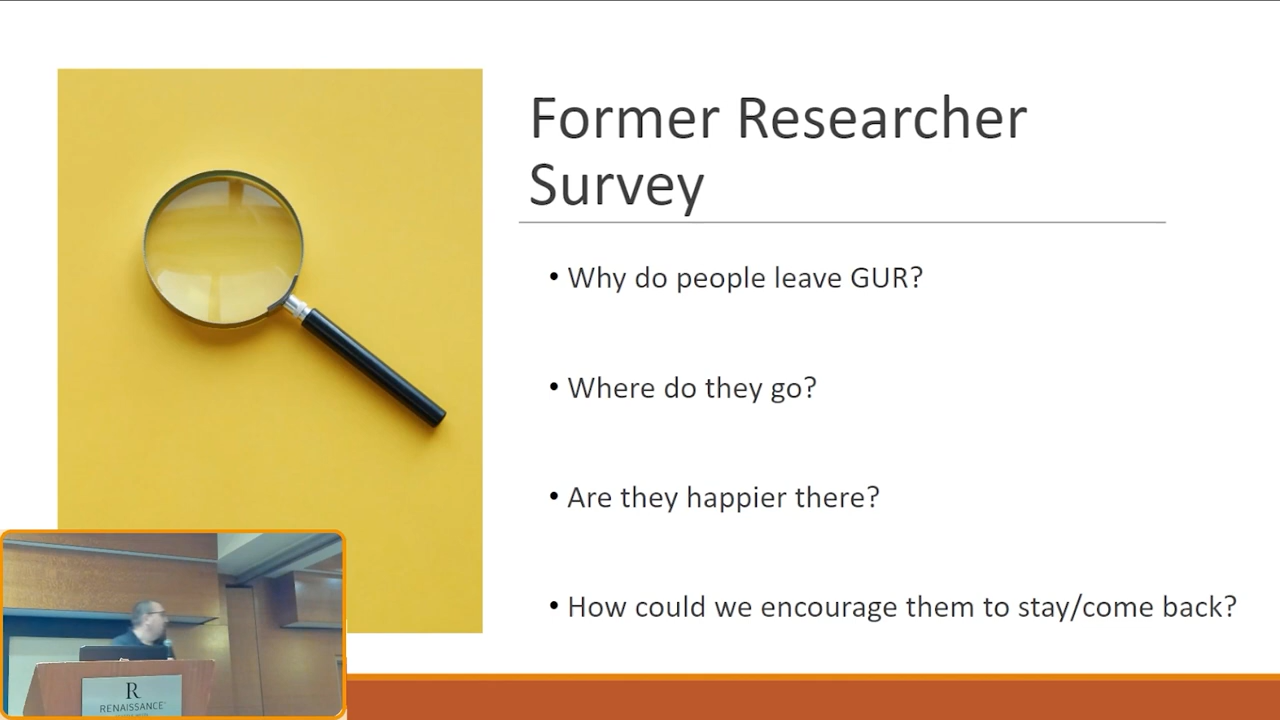 Former Researcher
Survey
• Why do people leave GUR?
• Where do they go?
• Are they happier there?
• How could we encourage them to stay/come back?
R
RENAISSANCE